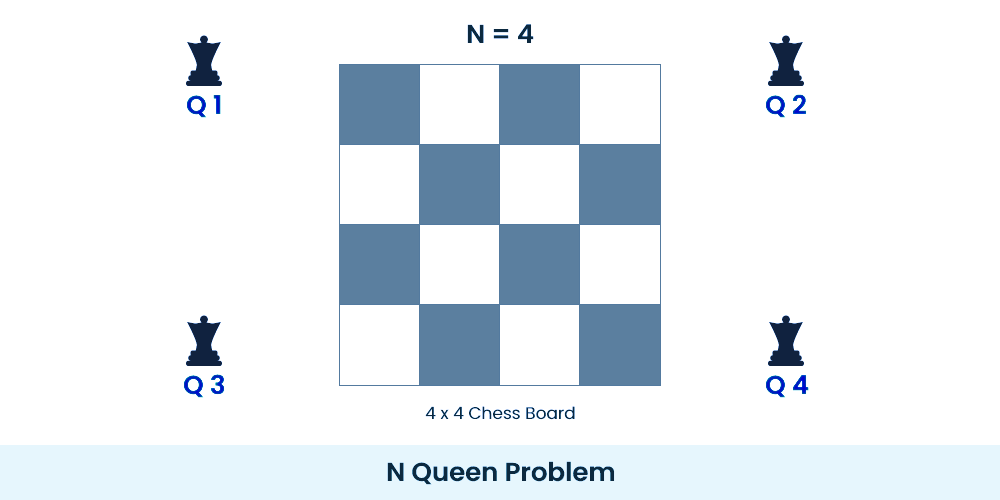 N = 4
Q 1
Q 2
Q 3
Q 4
4 x 4 Chess Board
N Queen Problem